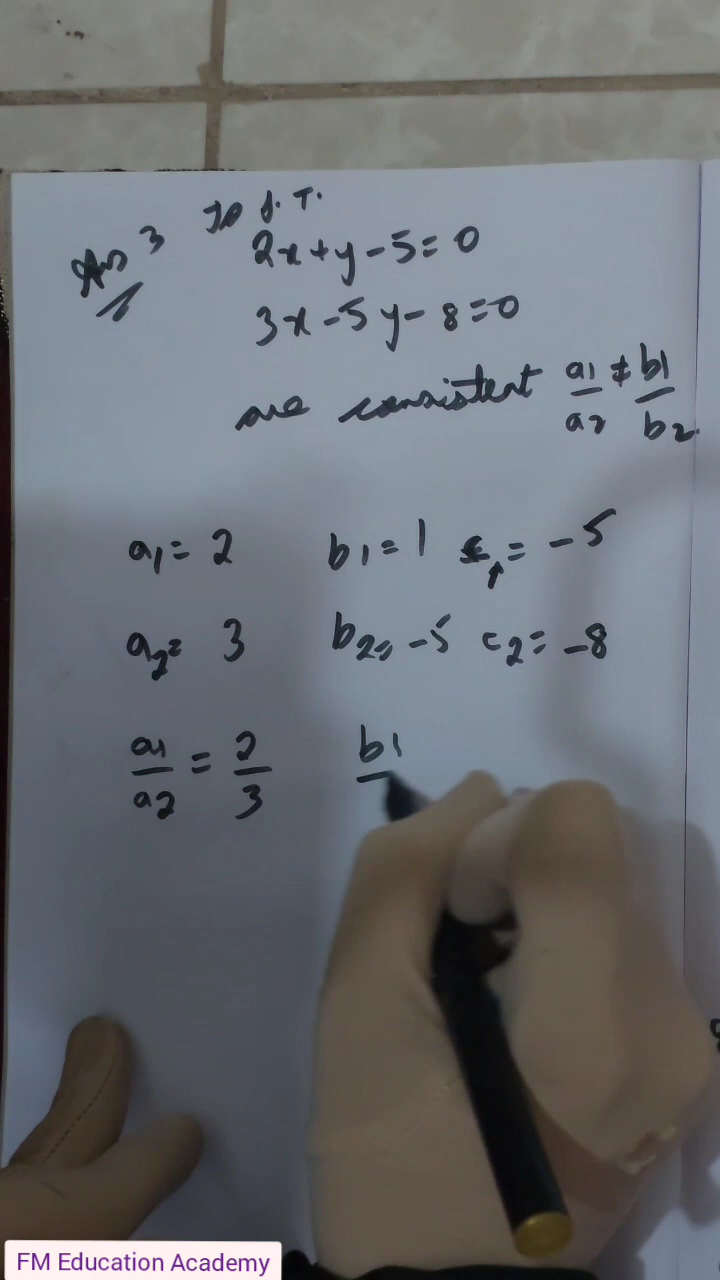 Ans 3 To S.T.
2x+y-5=0
3x-5y-8=0
are consistent a1/a2 ≠ b1/b2.
a1= 2 b1=1 c1= -5
a2= 3 b2= -5 c2= -8
a1/a2 = 2/3 b1
FM Education Academy